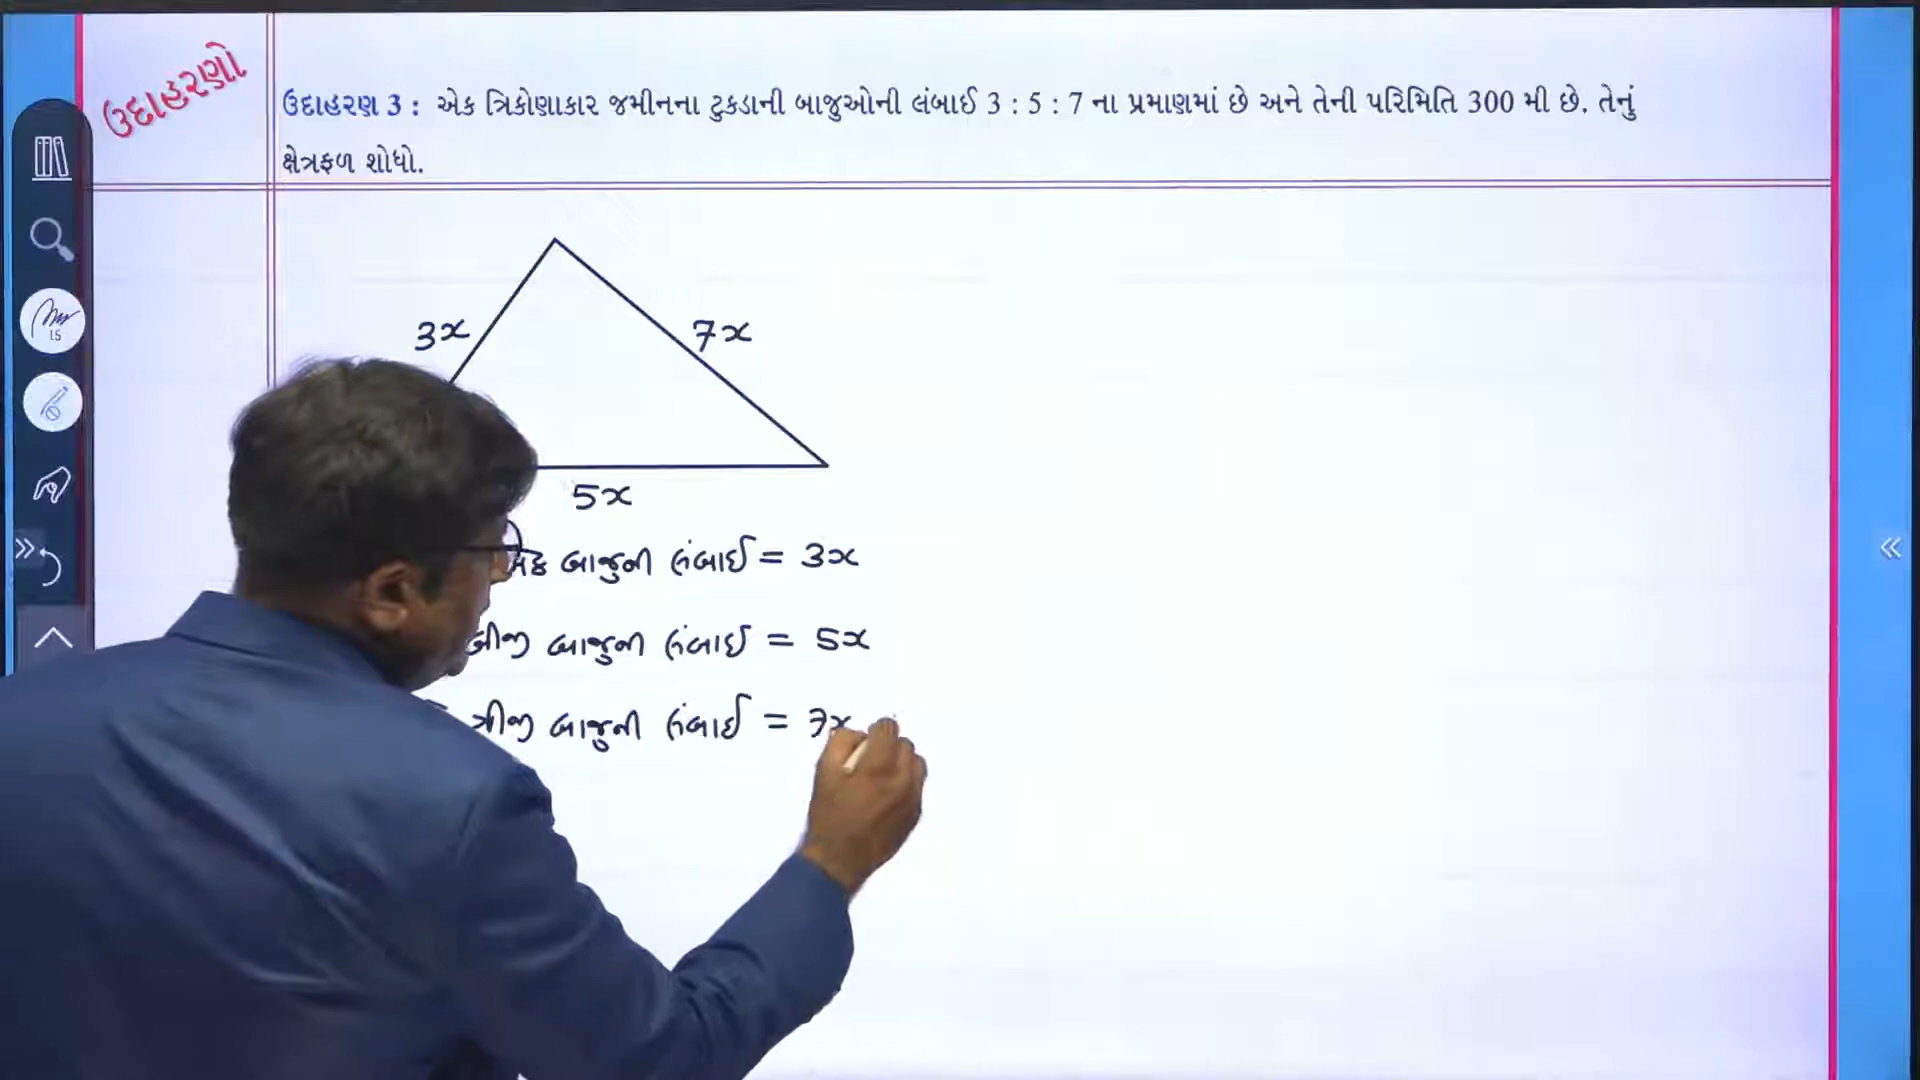 ઉદાહરણો
ઉદાહરણ 3 : એક ત્રિકોણાકાર જમીનના ટુકડાની બાજુઓની લંબાઈ 3 : 5 : 7 ના પ્રમાણમાં છે અને તેની પરિમિતિ 300 મી છે. તેનું
ક્ષેત્રફળ શોધો.
15
3x
7x
5x
બાજુની લંબાઈ = 3x
બીજી બાજુની લંબાઈ = 5x
ત્રીજી બાજુની લંબાઈ = 7x